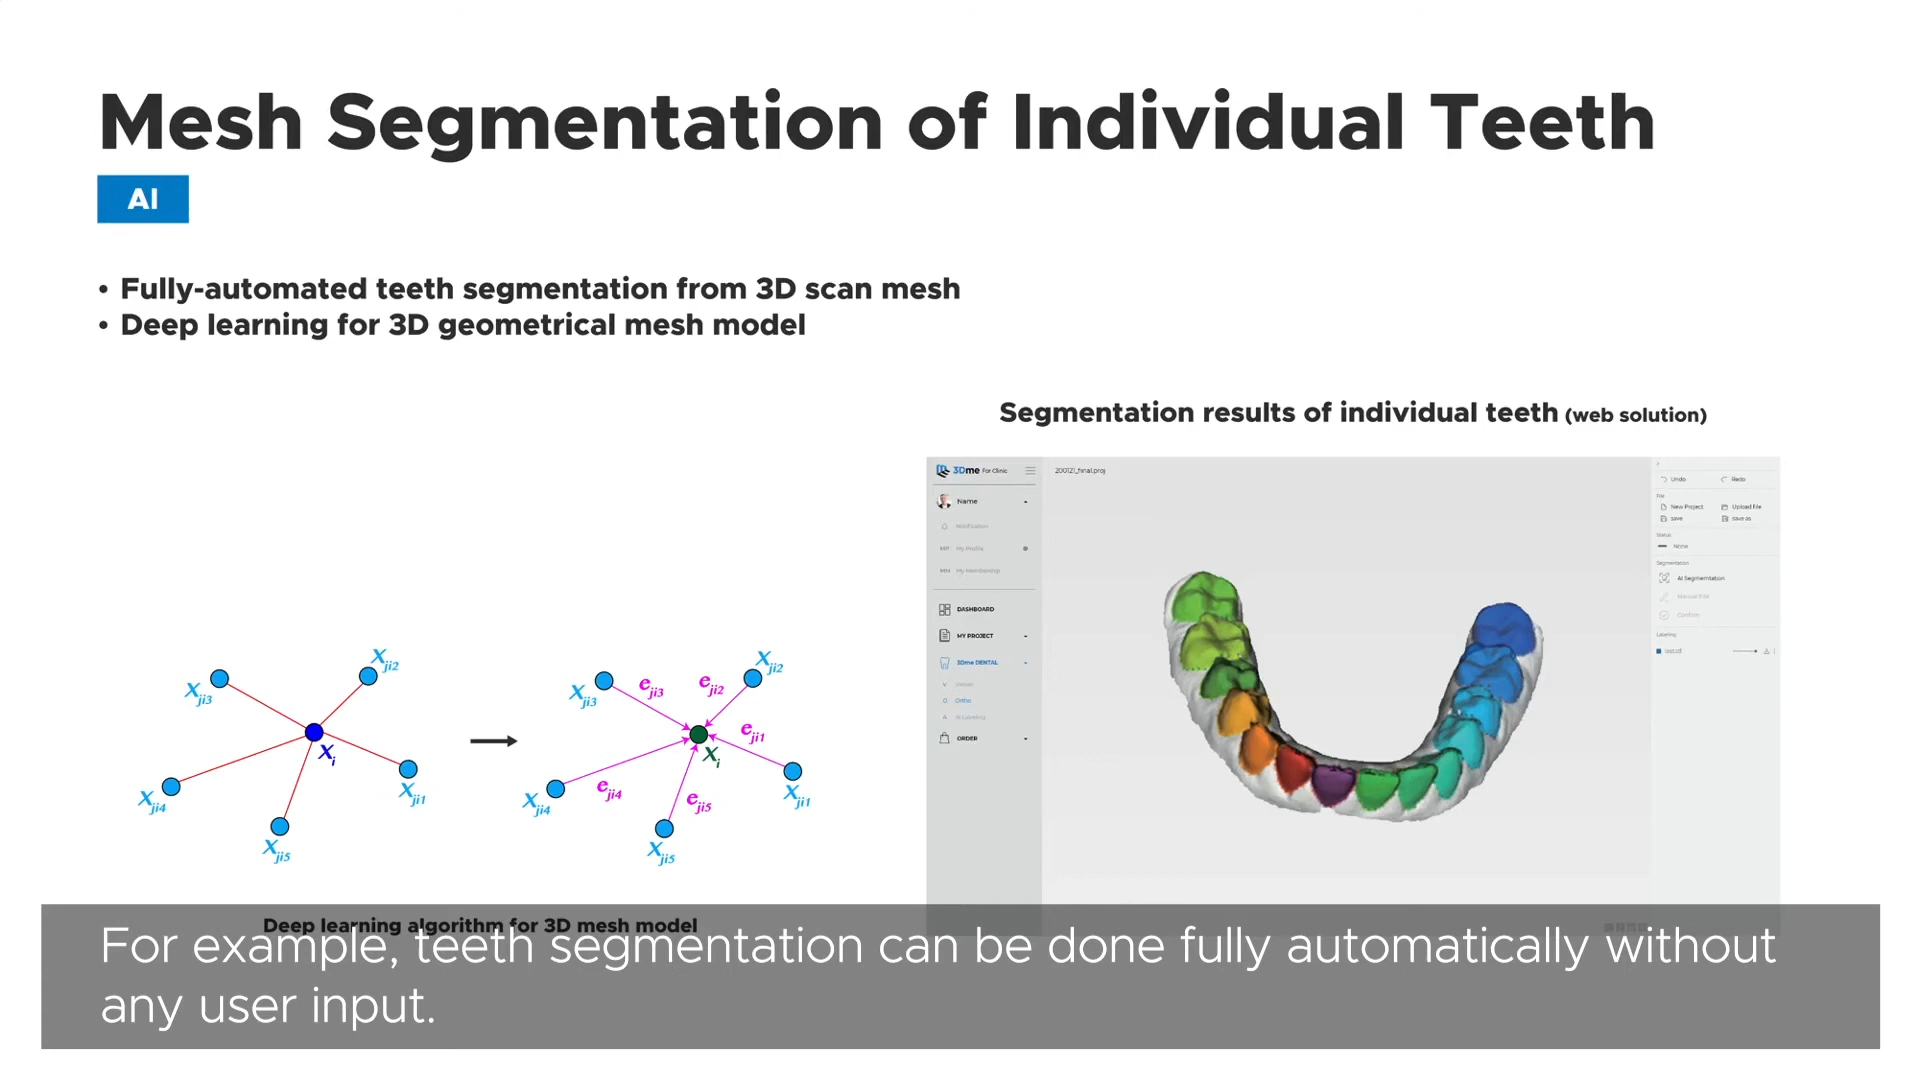 Mesh Segmentation of Individual Teeth
AI
• Fully-automated teeth segmentation from 3D scan mesh
• Deep learning for 3D geometrical mesh model
Segmentation results of individual teeth (web solution)
3Dme For Clinic
200121_final.proj
Name
Notification
My Profile
My Membership
DASHBOARD
MY PROJECT
3Dme DENTAL
Viewer
Ortho
AI Labeling
ORDER
Undo
Redo
File
New Project
Upload File
save
save as
Status
None
Segmentation
AI Segmentation
Manual Edit
Confirm
Labeling
x_ji3
x_ji2
x_i
x_ji1
x_ji4
x_ji5
x_ji3
e_ji3
e_ji2
x_ji2
e_ji1
x_i
x_ji4
e_ji4
e_ji5
x_ji1
x_ji5
Deep learning algorithm for 3D mesh model
For example, teeth segmentation can be done fully automatically without
any user input.